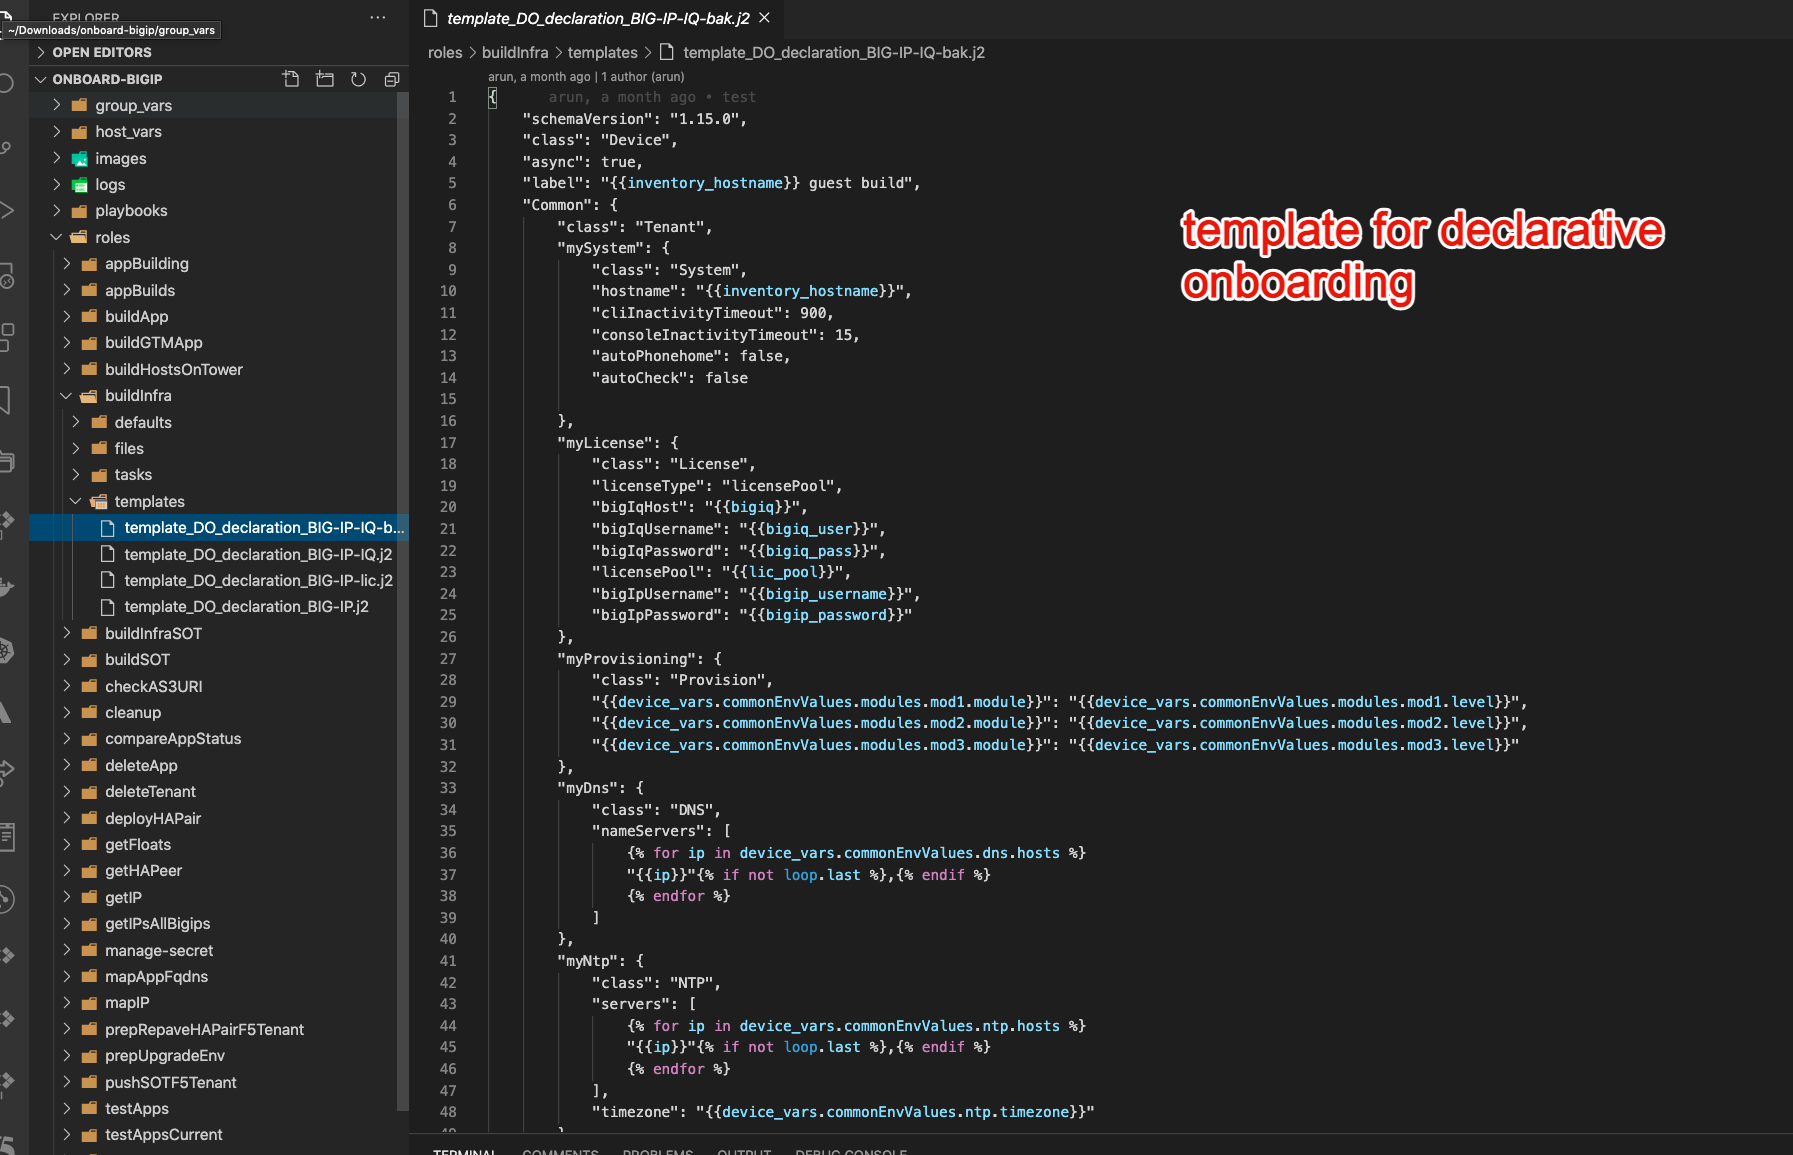 EXPLORER
~/Downloads/onboard-bigip/group_vars
OPEN EDITORS
ONBOARD-BIGIP
group_vars
host_vars
images
logs
playbooks
roles
appBuilding
appBuilds
buildApp
buildGTMApp
buildHostsOnTower
buildInfra
defaults
files
tasks
templates
template_DO_declaration_BIG-IP-IQ-b...
template_DO_declaration_BIG-IP-IQ.j2
template_DO_declaration_BIG-IP-lic.j2
template_DO_declaration_BIG-IP.j2
buildInfraSOT
buildSOT
checkAS3URI
cleanup
compareAppStatus
deleteApp
deleteTenant
deployHAPair
getFloats
getHAPeer
getIP
getIPsAllBigips
manage-secret
mapAppFqdns
mapIP
prepRepaveHAPairF5Tenant
prepUpgradeEnv
pushSOTF5Tenant
testApps
testAppsCurrent
template_DO_declaration_BIG-IP-IQ-bak.j2 ×
roles > buildInfra > templates > template_DO_declaration_BIG-IP-IQ-bak.j2
arun, a month ago | 1 author (arun)
1 { arun, a month ago • test
2 "schemaVersion": "1.15.0",
3 "class": "Device",
4 "async": true,
5 "label": "{{inventory_hostname}} guest build",
6 "Common": {
7 "class": "Tenant",
8 "mySystem": {
9 "class": "System",
10 "hostname": "{{inventory_hostname}}",
11 "cliInactivityTimeout": 900,
12 "consoleInactivityTimeout": 15,
13 "autoPhonehome": false,
14 "autoCheck": false
15
16 },
17 "myLicense": {
18 "class": "License",
19 "licenseType": "licensePool",
20 "bigIqHost": "{{bigiq}}",
21 "bigIqUsername": "{{bigiq_user}}",
22 "bigIqPassword": "{{bigiq_pass}}",
23 "licensePool": "{{lic_pool}}",
24 "bigIpUsername": "{{bigip_username}}",
25 "bigIpPassword": "{{bigip_password}}"
26 },
27 "myProvisioning": {
28 "class": "Provision",
29 "{{device_vars.commonEnvValues.modules.mod1.module}}": "{{device_vars.commonEnvValues.modules.mod1.level}}",
30 "{{device_vars.commonEnvValues.modules.mod2.module}}": "{{device_vars.commonEnvValues.modules.mod2.level}}",
31 "{{device_vars.commonEnvValues.modules.mod3.module}}": "{{device_vars.commonEnvValues.modules.mod3.level}}"
32 },
33 "myDns": {
34 "class": "DNS",
35 "nameServers": [
36 {% for ip in device_vars.commonEnvValues.dns.hosts %}
37 "{{ip}}"{% if not loop.last %},{% endif %}
38 {% endfor %}
39 ]
40 },
41 "myNtp": {
42 "class": "NTP",
43 "servers": [
44 {% for ip in device_vars.commonEnvValues.ntp.hosts %}
45 "{{ip}}"{% if not loop.last %},{% endif %}
46 {% endfor %}
47 ],
48 "timezone": "{{device_vars.commonEnvValues.ntp.timezone}}"
template for declarative
onboarding
TERMINAL COMMENTS PROBLEMS OUTPUT DEBUG CONSOLE